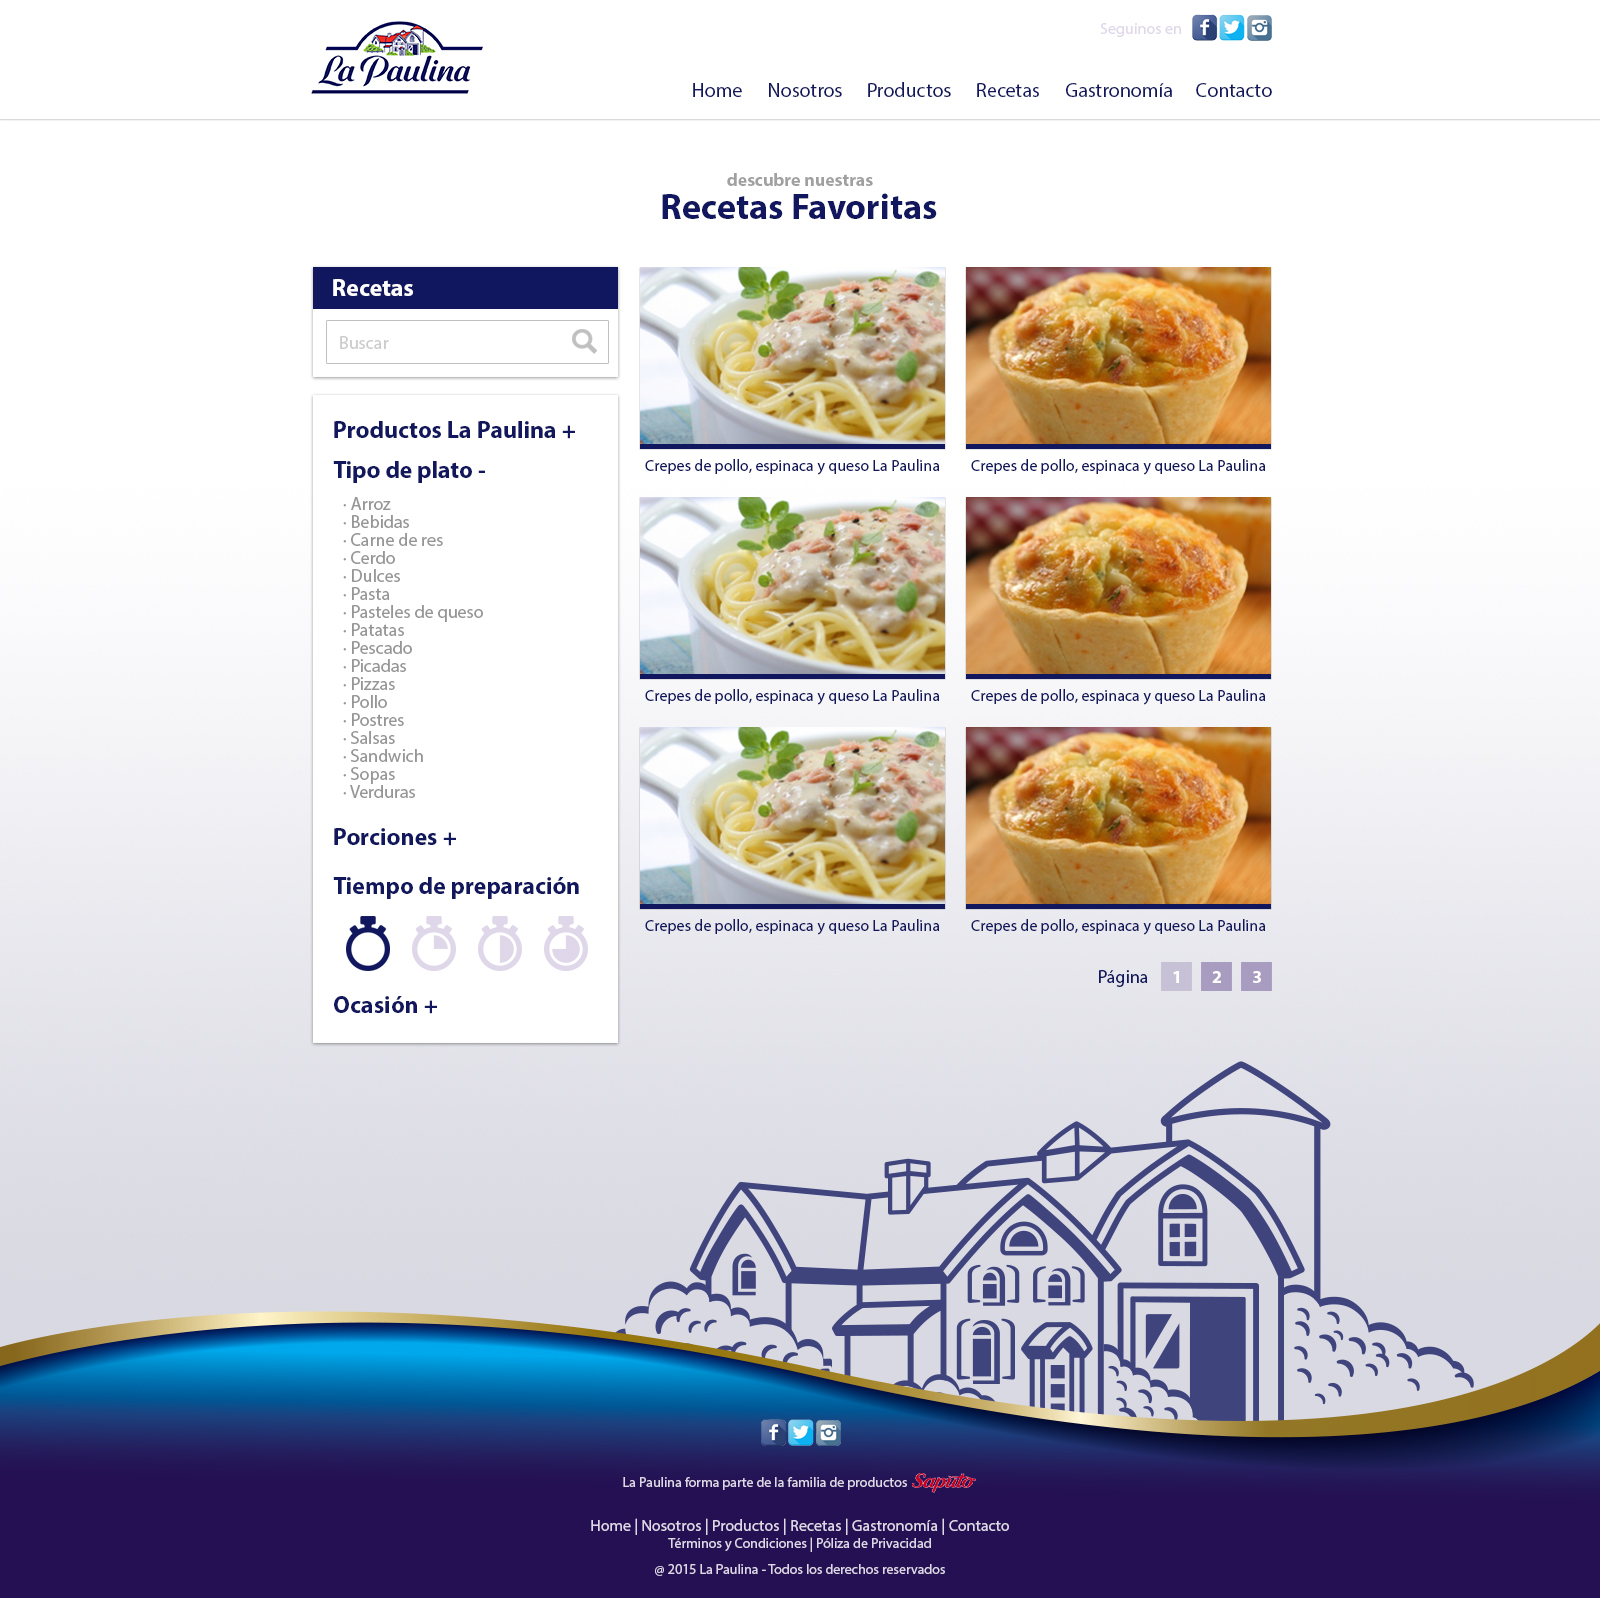 La Paulina
Seguinos en
Home Nosotros Productos Recetas Gastronomía Contacto
descubre nuestras
Recetas Favoritas
Recetas
Buscar
Productos La Paulina +
Tipo de plato -
· Arroz
· Bebidas
· Carne de res
· Cerdo
· Dulces
· Pasta
· Pasteles de queso
· Patatas
· Pescado
· Picadas
· Pizzas
· Pollo
· Postres
· Salsas
· Sandwich
· Sopas
· Verduras
Porciones +
Tiempo de preparación
Ocasión +
Crepes de pollo, espinaca y queso La Paulina
Crepes de pollo, espinaca y queso La Paulina
Crepes de pollo, espinaca y queso La Paulina
Crepes de pollo, espinaca y queso La Paulina
Crepes de pollo, espinaca y queso La Paulina
Crepes de pollo, espinaca y queso La Paulina
Página 1 2 3
La Paulina forma parte de la familia de productos Saputo
Home | Nosotros | Productos | Recetas | Gastronomía | Contacto
Términos y Condiciones | Póliza de Privacidad
@ 2015 La Paulina - Todos los derechos reservados